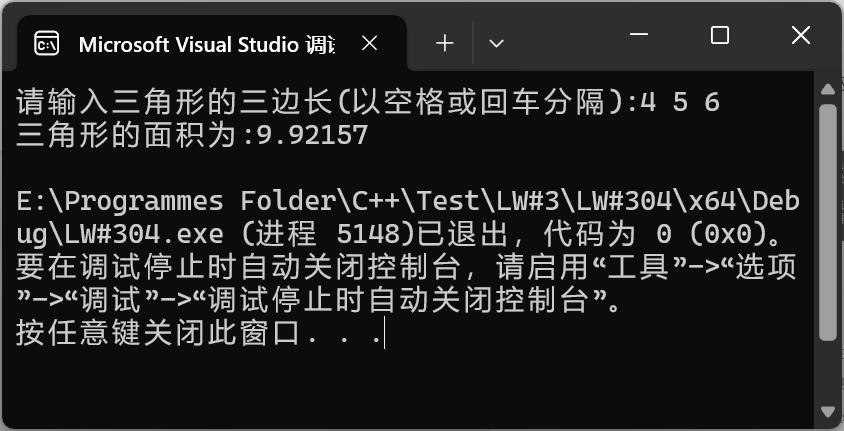 Microsoft Visual Studio 调
请输入三角形的三边长(以空格或回车分隔):4 5 6
三角形的面积为:9.92157
E:\Programmes Folder\C++\Test\LW#3\LW#304\x64\Deb
ug\LW#304.exe (进程 5148)已退出，代码为 0 (0x0)。
要在调试停止时自动关闭控制台，请启用“工具”->“选项
”->“调试”->“调试停止时自动关闭控制台”。
按任意键关闭此窗口. . .